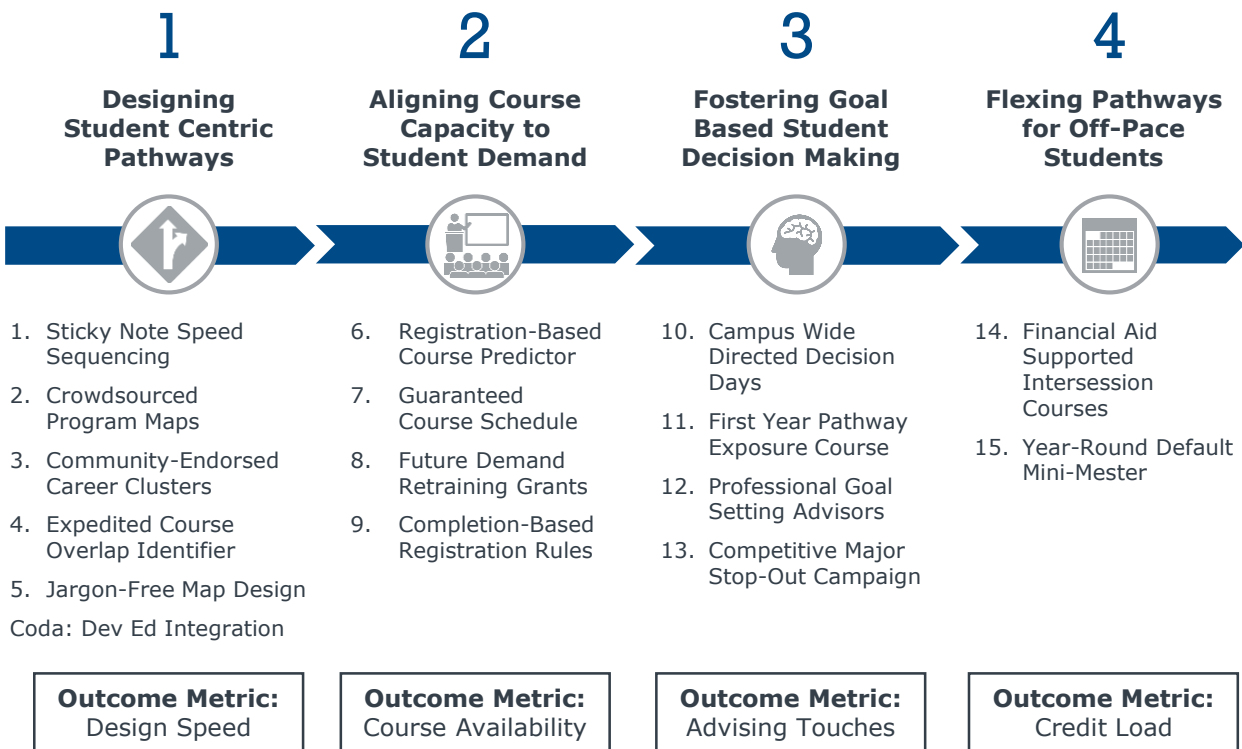 1
Designing
Student Centric
Pathways
1. Sticky Note Speed
Sequencing
2. Crowdsourced
Program Maps
3. Community-Endorsed
Career Clusters
4. Expedited Course
Overlap Identifier
5. Jargon-Free Map Design
Coda: Dev Ed Integration
Outcome Metric:
Design Speed
2
Aligning Course
Capacity to
Student Demand
6. Registration-Based
Course Predictor
7. Guaranteed
Course Schedule
8. Future Demand
Retraining Grants
9. Completion-Based
Registration Rules
Outcome Metric:
Course Availability
3
Fostering Goal
Based Student
Decision Making
10. Campus Wide
Directed Decision
Days
11. First Year Pathway
Exposure Course
12. Professional Goal
Setting Advisors
13. Competitive Major
Stop-Out Campaign
Outcome Metric:
Advising Touches
4
Flexing Pathways
for Off-Pace
Students
14. Financial Aid
Supported
Intersession
Courses
15. Year-Round Default
Mini-Mester
Outcome Metric:
Credit Load